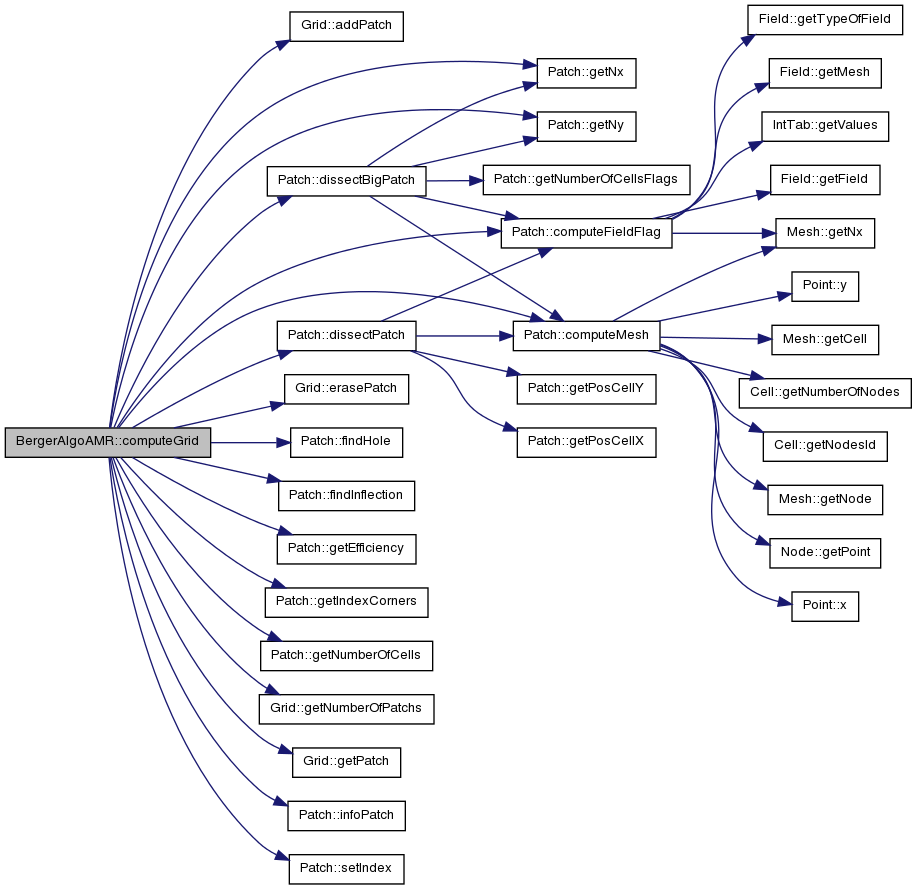 Field::getTypeOfField
Grid::addPatch
Patch::getNx
Field::getMesh
Patch::getNy
IntTab::getValues
Patch::dissectBigPatch
Patch::getNumberOfCellsFlags
Field::getField
Patch::computeFieldFlag
Mesh::getNx
Point::y
Patch::dissectPatch
Patch::computeMesh
Mesh::getCell
Grid::erasePatch
Patch::getPosCellY
Cell::getNumberOfNodes
BergerAlgoAMR::computeGrid
Patch::findHole
Patch::getPosCellX
Cell::getNodesId
Patch::findInflection
Mesh::getNode
Patch::getEfficiency
Node::getPoint
Patch::getIndexCorners
Point::x
Patch::getNumberOfCells
Grid::getNumberOfPatchs
Grid::getPatch
Patch::infoPatch
Patch::setIndex